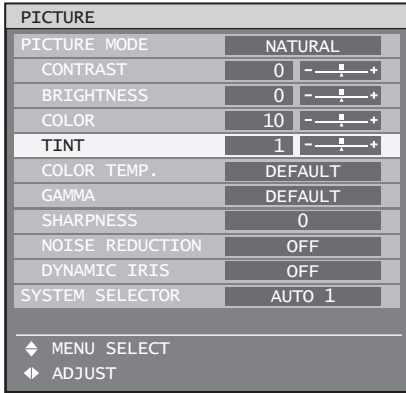 PICTURE
PICTURE MODE NATURAL
CONTRAST 0 - +
BRIGHTNESS 0 - +
COLOR 10 - +
TINT 1 - +
COLOR TEMP. DEFAULT
GAMMA DEFAULT
SHARPNESS 0
NOISE REDUCTION OFF
DYNAMIC IRIS OFF
SYSTEM SELECTOR AUTO 1
MENU SELECT
ADJUST